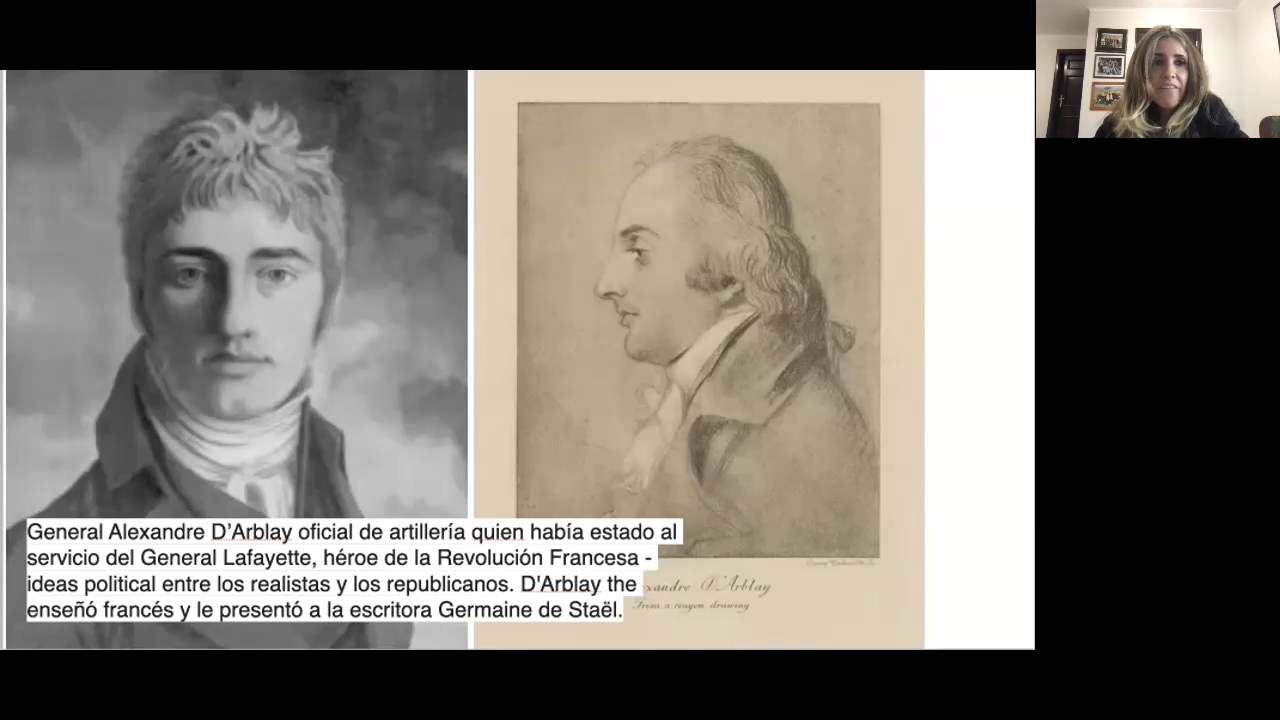 General Alexandre D’Arblay oficial de artillería quien había estado al
servicio del General Lafayette, héroe de la Revolución Francesa -
ideas political entre los realistas y los republicanos. D'Arblay the
enseñó francés y le presentó a la escritora Germaine de Staël.
xandre D'Arblay
From a crayon drawing